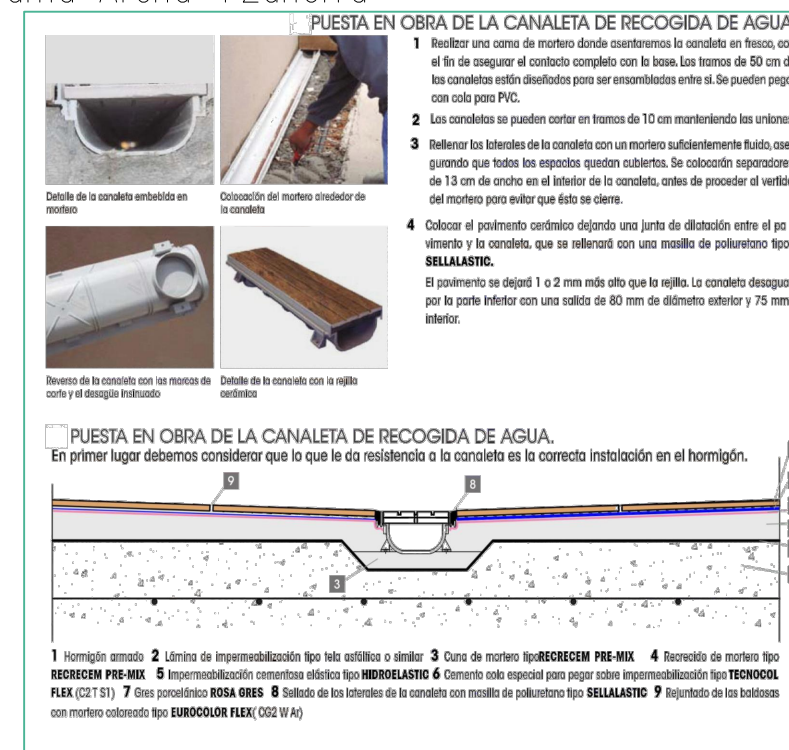 PUESTA EN OBRA DE LA CANALETA DE RECOGIDA DE AGUA
1 Realizar una cama de mortero donde asentaremos la canaleta en fresco, co
el fin de asegurar el contacto completo con la base. Los tramos de 50 cm d
las canaletas están diseñados para ser ensambladas entre si. Se pueden pega
con cola para PVC.
2 Las canaletas se pueden cortar en tramos de 10 cm manteniendo las uniones
3 Rellenar los laterales de la canaleta con un mortero suficientemente fluido, ase
gurando que todos los espacios quedan cubiertos. Se colocarán separadore
de 13 cm de ancho en el interior de la canaleta, antes de proceder al vertid
del mortero para evitar que ésta se cierre.
4 Colocar el pavimento cerámico dejando una junta de dilatación entre el pa -
vimento y la canaleta, que se rellenará con una masilla de poliuretano tipo
SELLALASTIC.
El pavimento se dejará 1 o 2 mm más alto que la rejilla. La canaleta desagua
por la parte inferior con una salida de 80 mm de diámetro exterior y 75 mm
interior.
Detalle de la canaleta embebida en
mortero
Colocación del mortero alrededor de
la canaleta
Reverso de la canaleta con las marcas de
corte y el desagüe insinuado
Detalle de la canaleta con la rejilla
cerámica
PUESTA EN OBRA DE LA CANALETA DE RECOGIDA DE AGUA.
En primer lugar debemos considerar que lo que le da resistencia a la canaleta es la correcta instalación en el hormigón.
9
8
3
1 Hormigón armado 2 Lámina de impermeabilización tipo tela asfáltica o similar 3 Cuna de mortero tipoRECRECEM PRE-MIX 4 Recrecido de mortero tipo
RECRECEM PRE-MIX 5 Impermeabilización cementosa elástica tipo HIDROELASTIC 6 Cemento cola especial para pegar sobre impermeabilización tipo TECNOCOL
FLEX (C2 T S1) 7 Gres porcelánico ROSA GRES 8 Sellado de los laterales de la canaleta con masilla de poliuretano tipo SELLALASTIC 9 Rejuntado de las baldosas
con mortero coloreado tipo EUROCOLOR FLEX( CG2 W Ar)